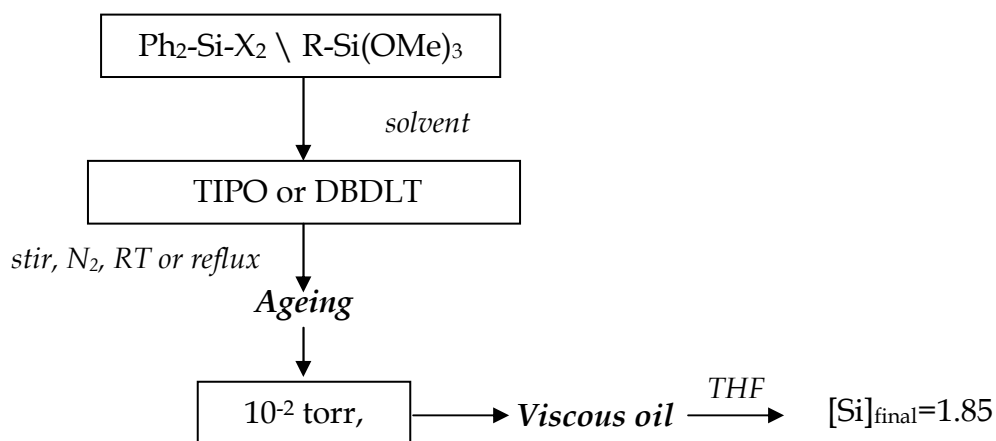 Ph₂-Si-X₂ \ R-Si(OMe)₃
solvent
TIPO or DBDLT
stir, N₂, RT or reflux
Ageing
10⁻² torr,
Viscous oil
THF
[Si]final=1.85